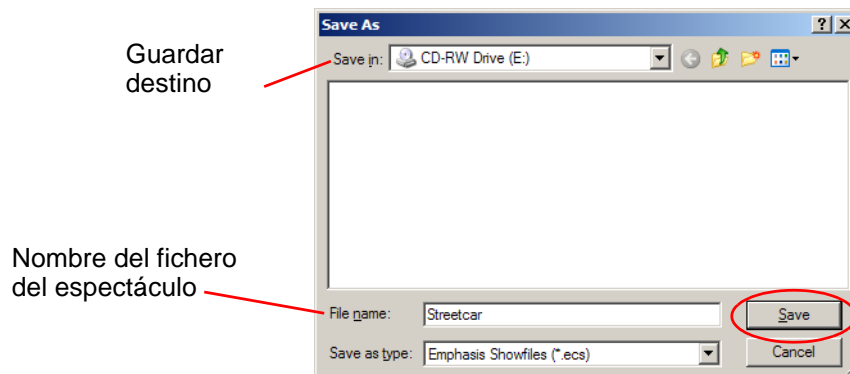 Save As
Guardar
destino
Save in: CD-RW Drive (E:)
Nombre del fichero
del espectáculo
File name: Streetcar Save
Save as type: Emphasis Showfiles (*.ecs) Cancel